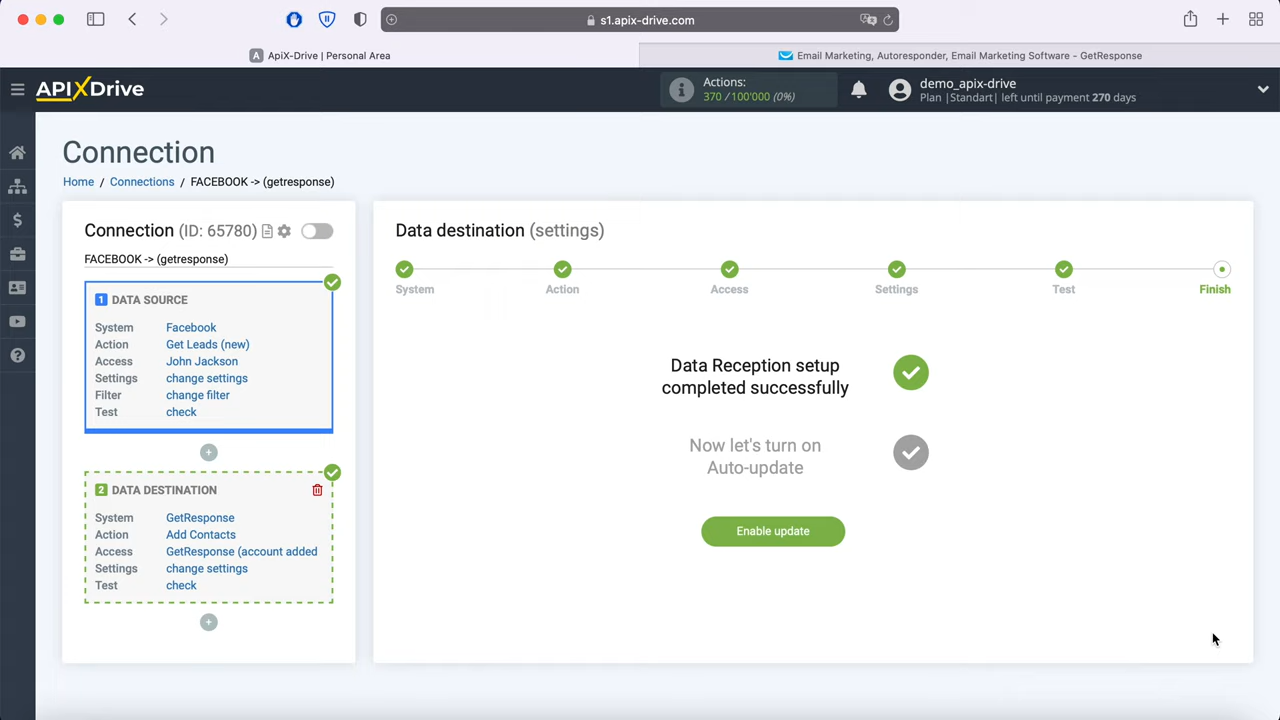 s1.apix-drive.com
ApiX-Drive | Personal Area
Email Marketing, Autoresponder, Email Marketing Software - GetResponse
APIXDrive
Actions:
370 / 100'000 (0%)
demo_apix-drive
Plan |Standart| left until payment 270 days
Connection
Home / Connections / FACEBOOK -> (getresponse)
Connection (ID: 65780)
FACEBOOK -> (getresponse)
1 DATA SOURCE
System Facebook
Action Get Leads (new)
Access John Jackson
Settings change settings
Filter change filter
Test check
2 DATA DESTINATION
System GetResponse
Action Add Contacts
Access GetResponse (account added
Settings change settings
Test check
Data destination (settings)
System Action Access Settings Test Finish
Data Reception setup
completed successfully
Now let's turn on
Auto-update
Enable update